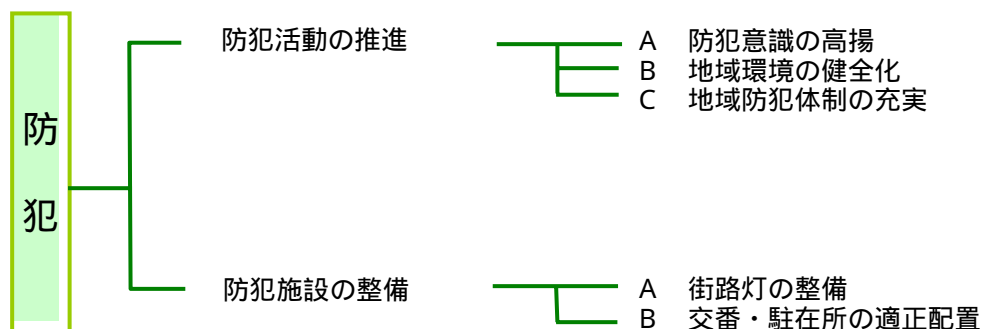 防犯
防犯活動の推進
A 防犯意識の高揚
B 地域環境の健全化
C 地域防犯体制の充実
防犯施設の整備
A 街路灯の整備
B 交番・駐在所の適正配置